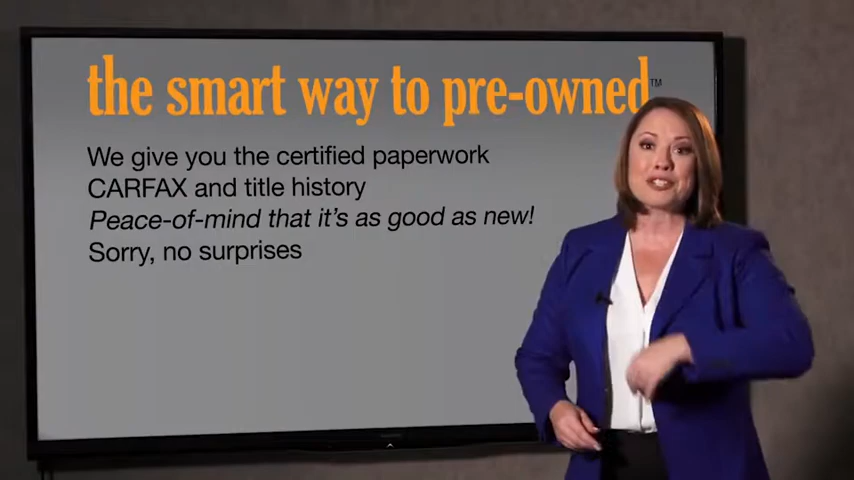 the smart way to pre-owned™
We give you the certified paperwork
CARFAX and title history
Peace-of-mind that it's as good as new!
Sorry, no surprises